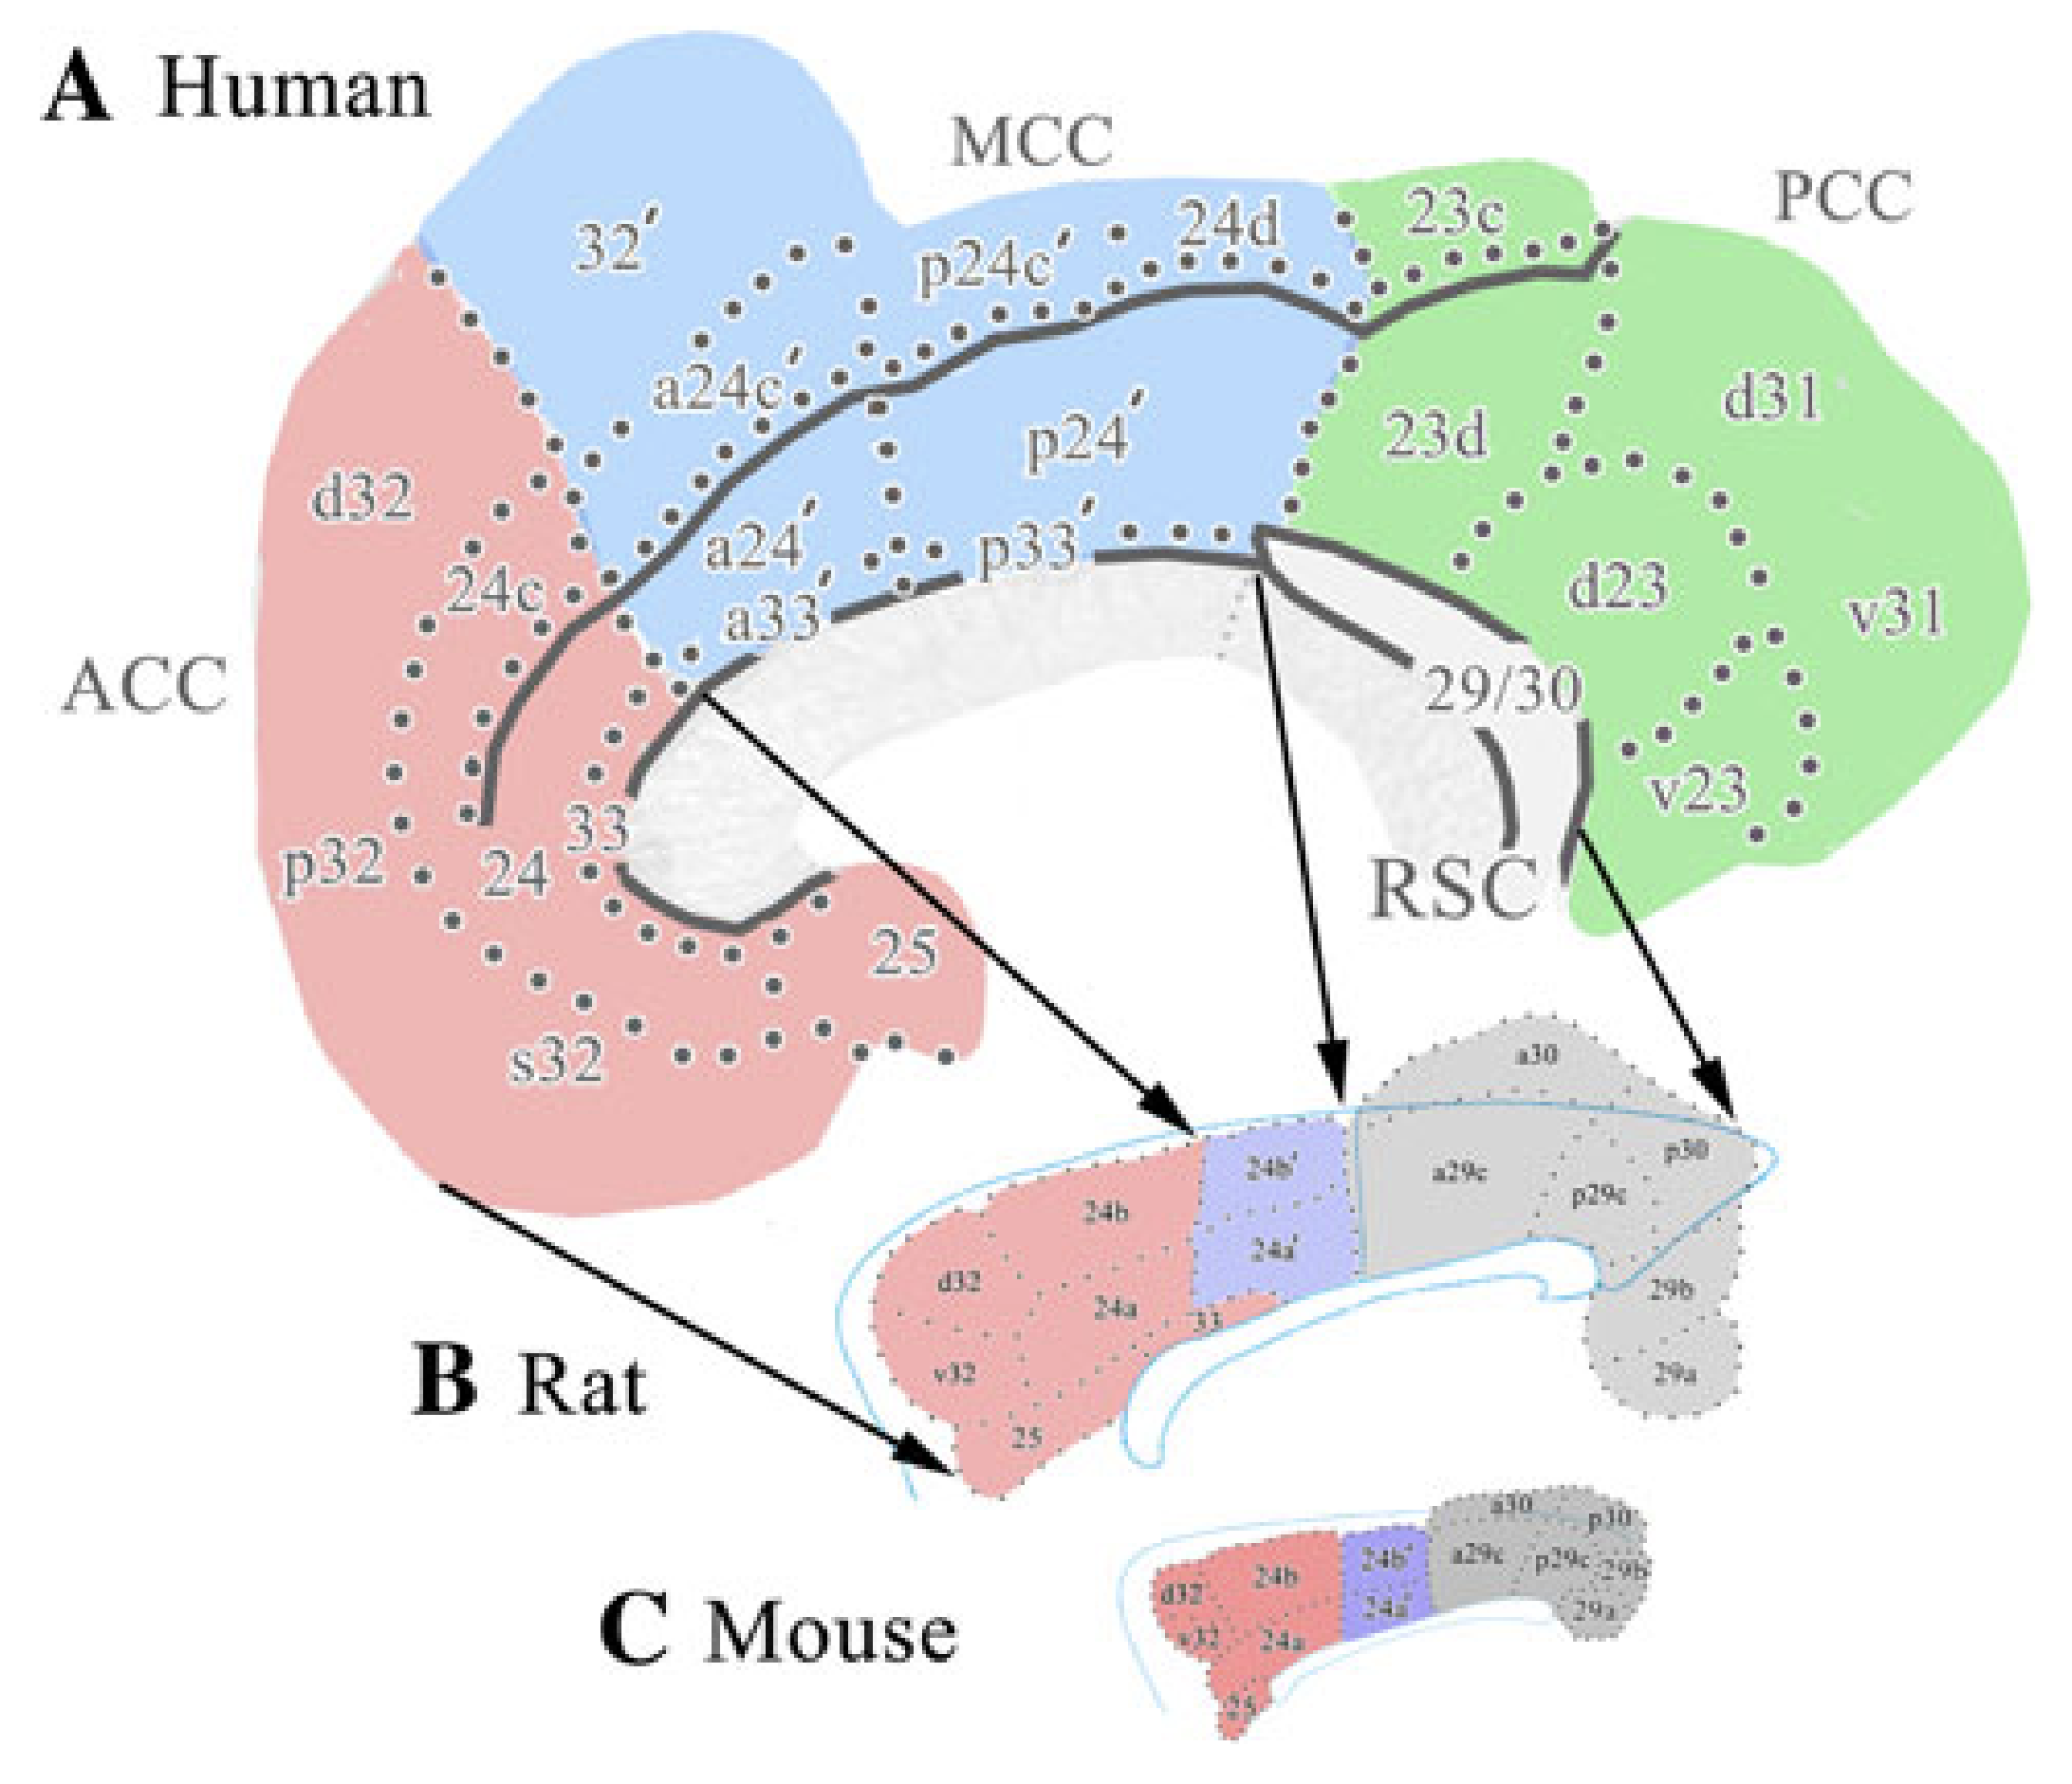 A Human
MCC
PCC
32′
p24c′
24d
23c
a24c′
p24′
23d
d31
d32
24c
a24′
p33′
d23
v31
a33′
ACC
29/30
v23
p32
24
33
RSC
25
s32
a30
24b
24b′
a29c
p29c
p30
d32
24a
24a′
33
29b
v32
29a
25
B Rat
a30
p30
d32
24b
24b′
a29c
p29c
29b
v32
24a
24a′
29a
25
C Mouse